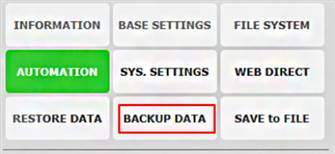 INFORMATION BASE SETTINGS FILE SYSTEM
AUTOMATION SYS. SETTINGS WEB DIRECT
RESTORE DATA BACKUP DATA SAVE to FILE